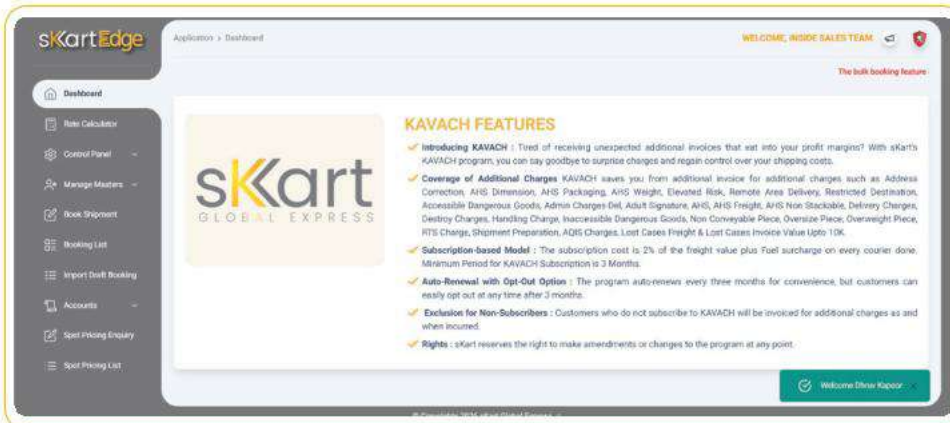 sKartEdge
Application > Dashboard
WELCOME, INSIDE SALES TEAM
The bulk booking feature
Dashboard
Rate Calculator
Control Panel
Manage Masters
Book Shipment
Booking List
Import Draft Booking
Accounts
Spot Pricing Enquiry
Spot Pricing List
sKart
GLOBAL EXPRESS
KAVACH FEATURES
Introducing KAVACH : Tired of receiving unexpected additional invoices that eat into your profit margins? With sKart's
KAVACH program, you can say goodbye to surprise charges and regain control over your shipping costs.
Coverage of Additional Charges KAVACH saves you from additional invoice for additional charges such as Address
Correction, AHS Dimension, AHS Packaging, AHS Weight, Elevated Risk, Remote Area Delivery, Restricted Destination,
Accessible Dangerous Goods, Admin Charges-Del, Adult Signature, AHS, AHS Freight, AHS Non Stackable, Delivery Charges,
Destroy Charges, Handling Charge, Inaccessible Dangerous Goods, Non Conveyable Piece, Oversize Piece, Overweight Piece,
RTS Charge, Shipment Preparation, AQIS Charges, Lost Cases Freight & Lost Cases Invoice Value Upto 10K.
Subscription-based Model : The subscription cost is 2% of the freight value plus Fuel surcharge on every courier done.
Minimum Period for KAVACH Subscription is 3 Months.
Auto-Renewal with Opt-Out Option : The program auto-renews every three months for convenience, but customers can
easily opt out at any time after 3 months.
Exclusion for Non-Subscribers : Customers who do not subscribe to KAVACH will be invoiced for additional charges as and
when incurred.
Rights : sKart reserves the right to make amendments or changes to the program at any point.
Welcome Dhruv Kapoor